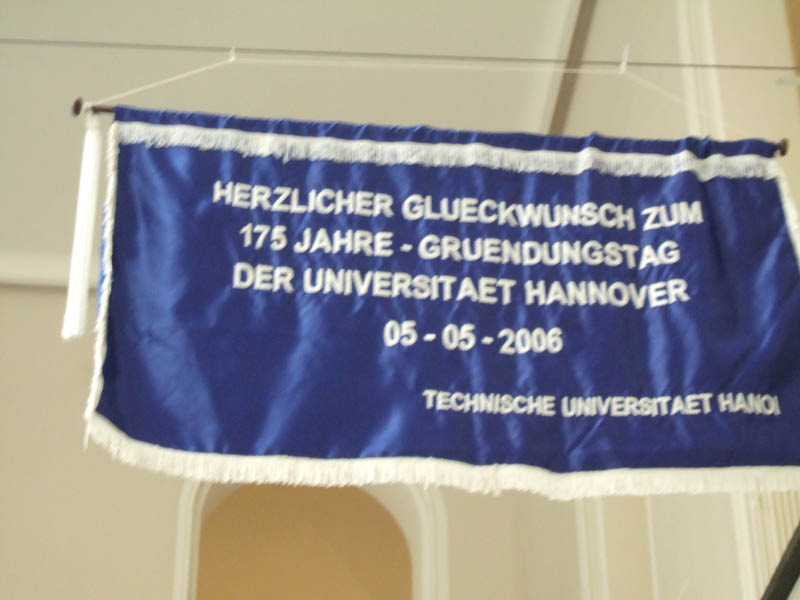 HERZLICHER GLUECKWUNSCH ZUM
175 JAHRE - GRUENDUNGSTAG
DER UNIVERSITAET HANNOVER
05 - 05 - 2006
TECHNISCHE UNIVERSITAET HANOI